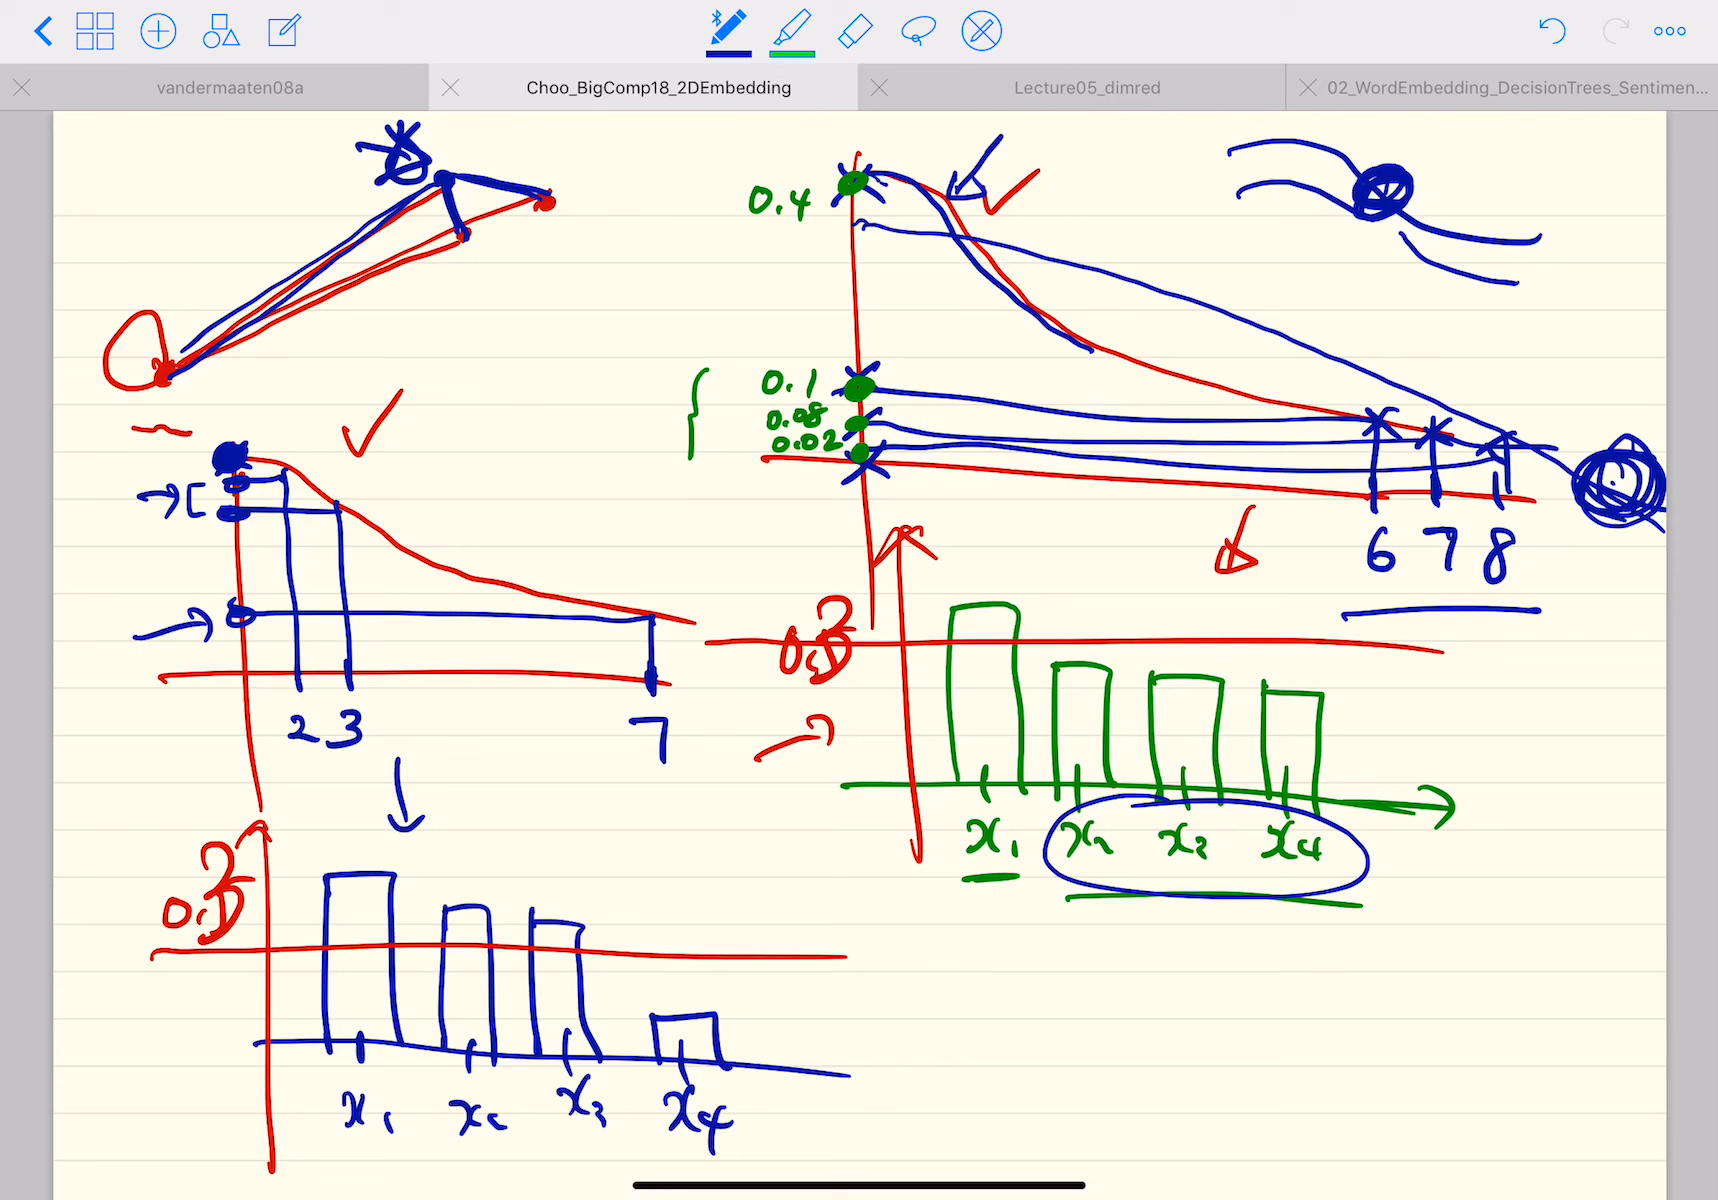 vandermaaten08a
Choo_BigComp18_2DEmbedding
Lecture05_dimred
02_WordEmbedding_DecisionTrees_Sentimen...
0.4
0.1
0.08
0.02
6 7 8
2 3 7
x1 x2 x3 x4
x1 x2 x3 x4